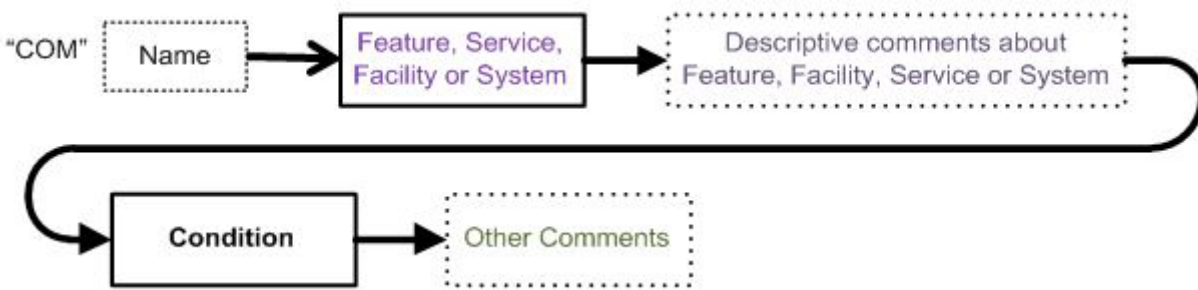 “COM”
Name
Feature, Service,
Facility or System
Descriptive comments about
Feature, Facility, Service or System
Condition
Other Comments